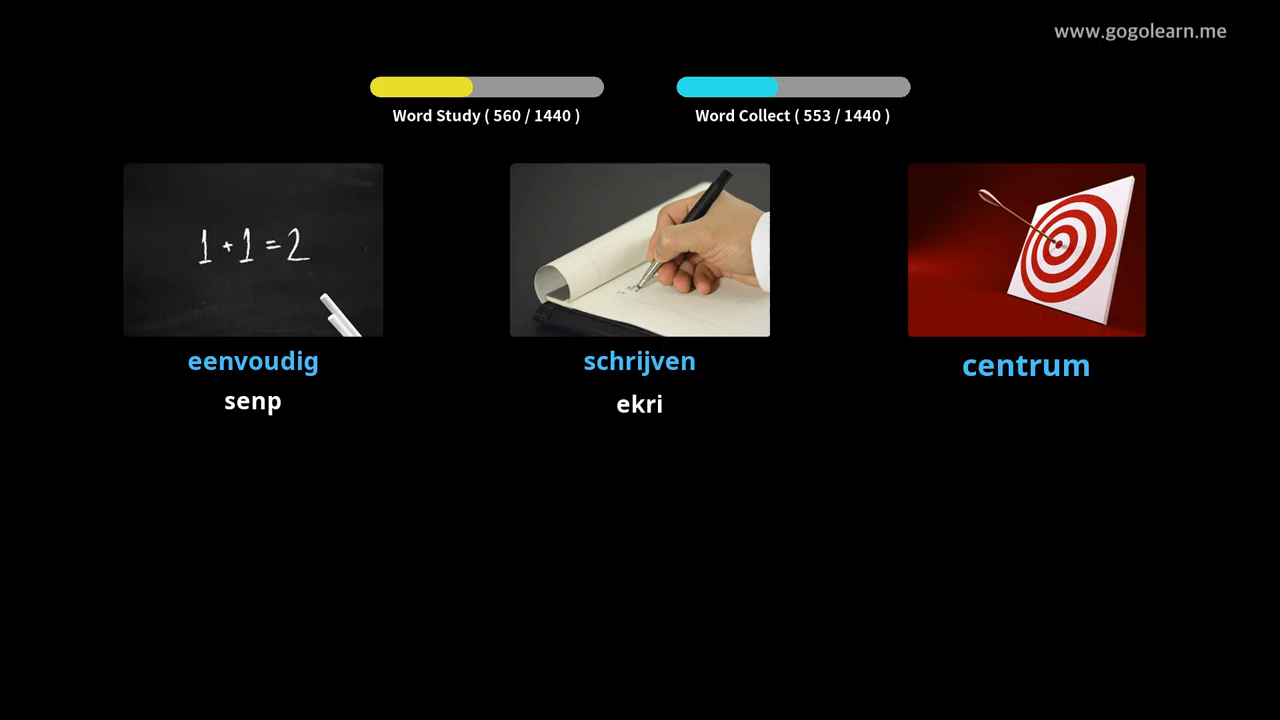 www.gogolearn.me
Word Study ( 560 / 1440 )
Word Collect ( 553 / 1440 )
1 + 1 = 2
eenvoudig
schrijven
centrum
senp
ekri